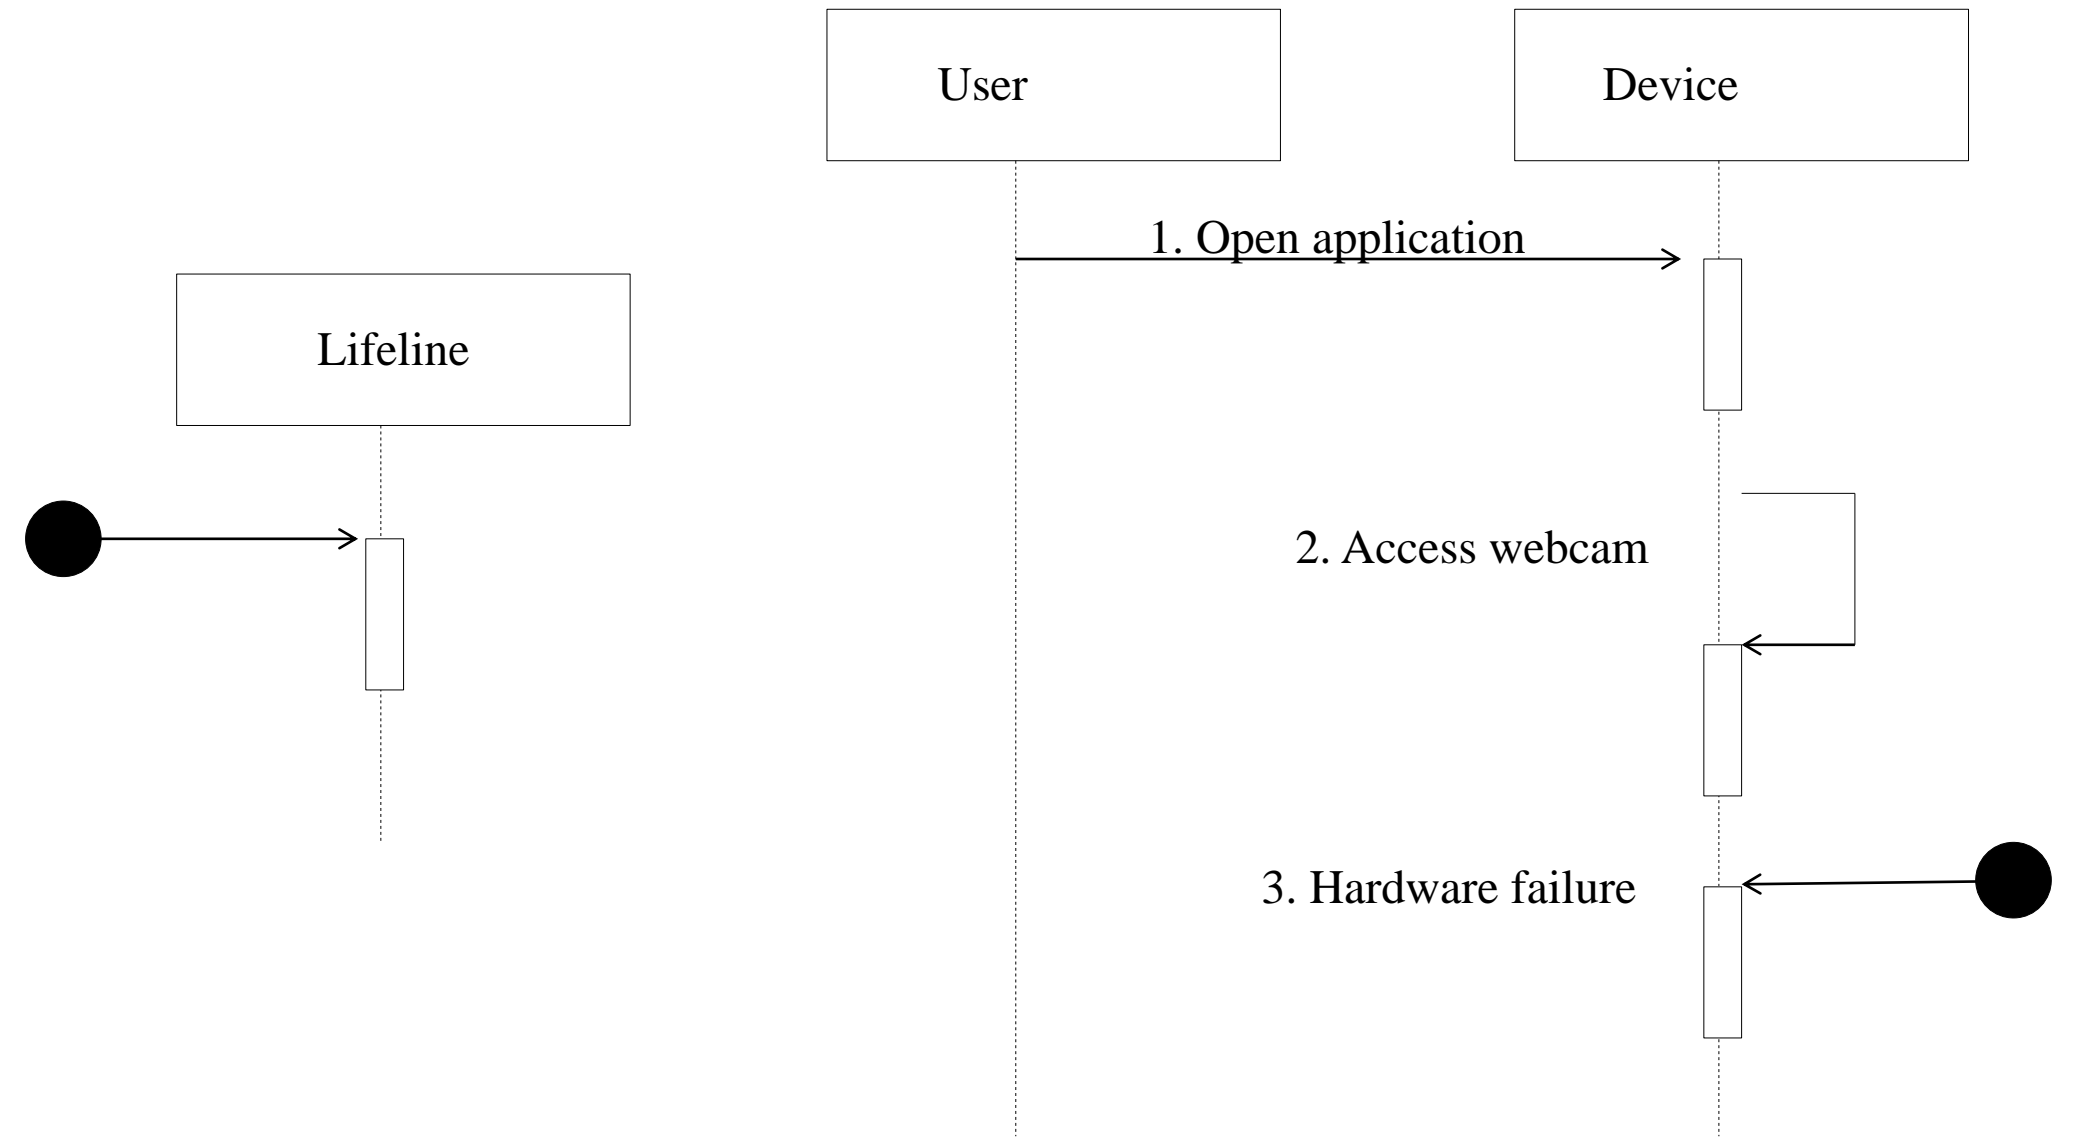 User
Device
1. Open application
Lifeline
2. Access webcam
3. Hardware failure